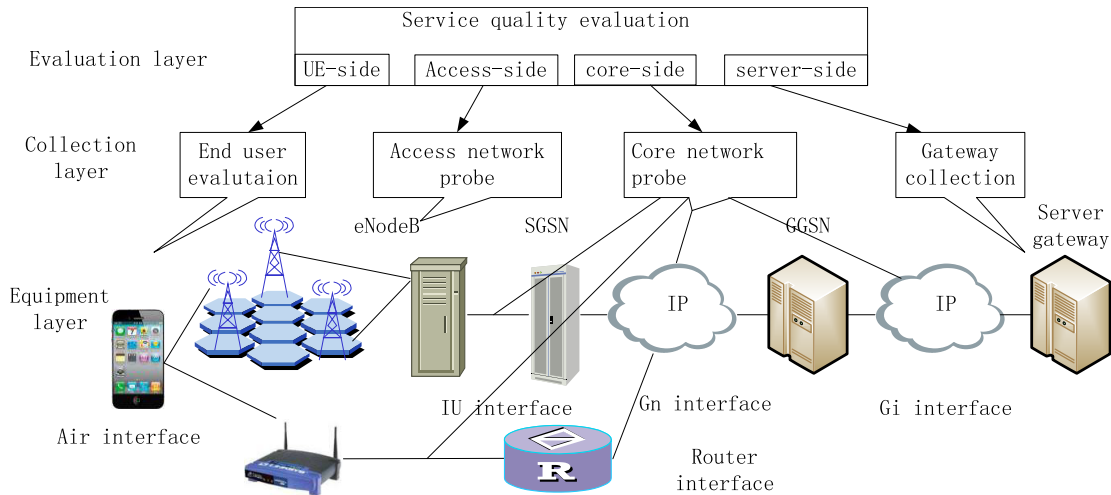 Service quality evaluation
Evaluation layer
UE-side
Access-side
core-side
server-side
Collection
layer
End user
evalutaion
Access network
probe
Core network
probe
Gateway
collection
eNodeB
SGSN
GGSN
Server
gateway
Equipment
layer
IP
IP
IU interface
Gn interface
Gi interface
Air interface
R
Router
interface